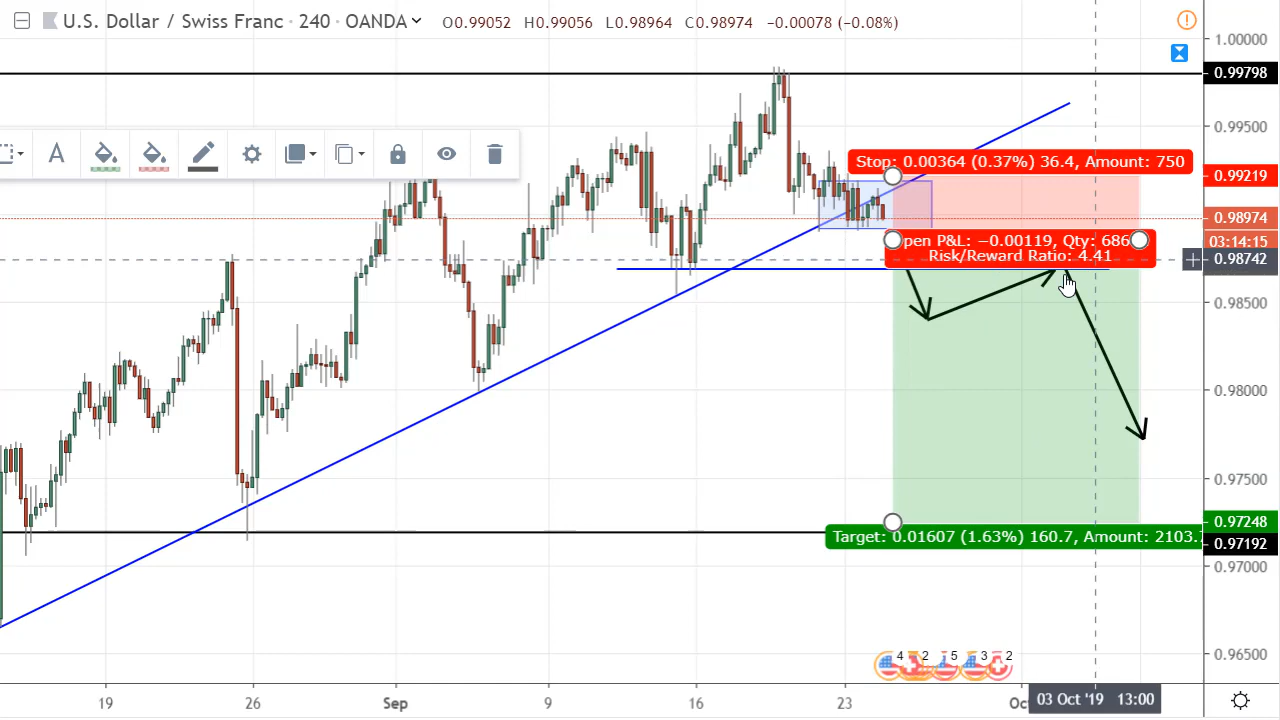 U.S. Dollar / Swiss Franc · 240 · OANDA O0.99052 H0.99056 L0.98964 C0.98974 −0.00078 (−0.08%)
1.00000
0.99798
0.99500
A
Stop: 0.00364 (0.37%) 36.4, Amount: 750
0.99219
0.98974
03:14:15
pen P&L: −0.00119, Qty: 686
Risk/Reward Ratio: 4.41
0.98742
0.98500
0.98000
0.97500
0.97248
Target: 0.01607 (1.63%) 160.7, Amount: 2103.
0.97192
0.97000
4 2 5 3 2
0.96500
19 26 Sep 9 16 23 03 Oct '19 13:00